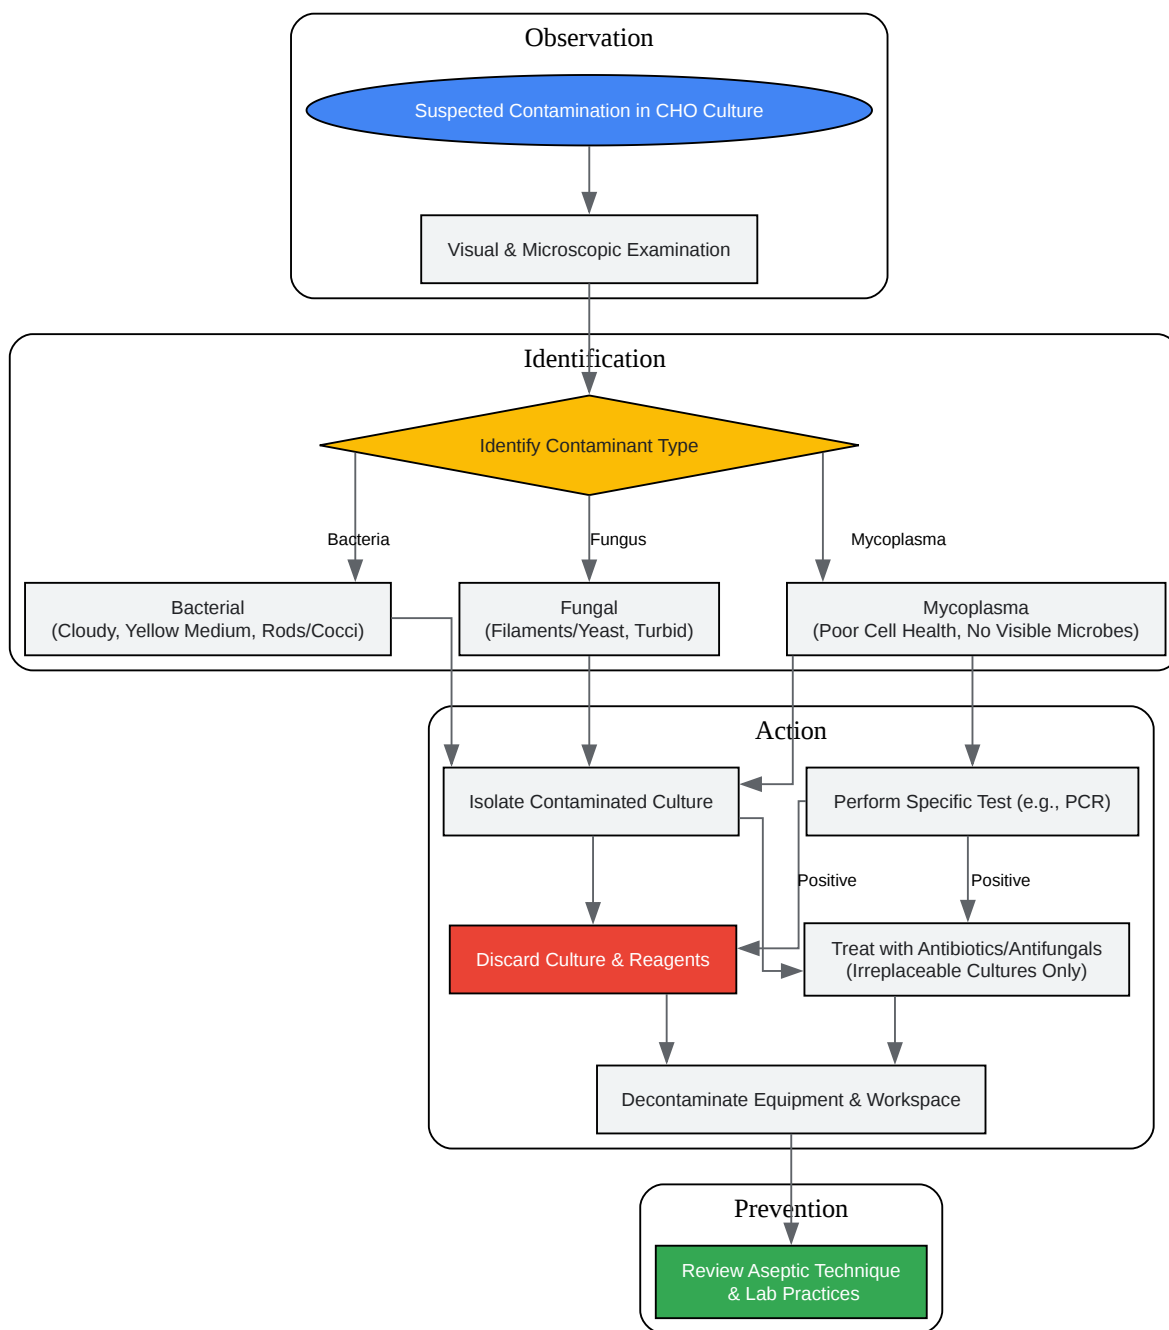 Observation
Suspected Contamination in CHO Culture
Visual & Microscopic Examination
Identification
Identify Contaminant Type
Bacteria
Fungus
Mycoplasma
Bacterial
(Cloudy, Yellow Medium, Rods/Cocci)
Fungal
(Filaments/Yeast, Turbid)
Mycoplasma
(Poor Cell Health, No Visible Microbes)
Action
Isolate Contaminated Culture
Perform Specific Test (e.g., PCR)
Positive
Positive
Discard Culture & Reagents
Treat with Antibiotics/Antifungals
(Irreplaceable Cultures Only)
Decontaminate Equipment & Workspace
Prevention
Review Aseptic Technique
& Lab Practices